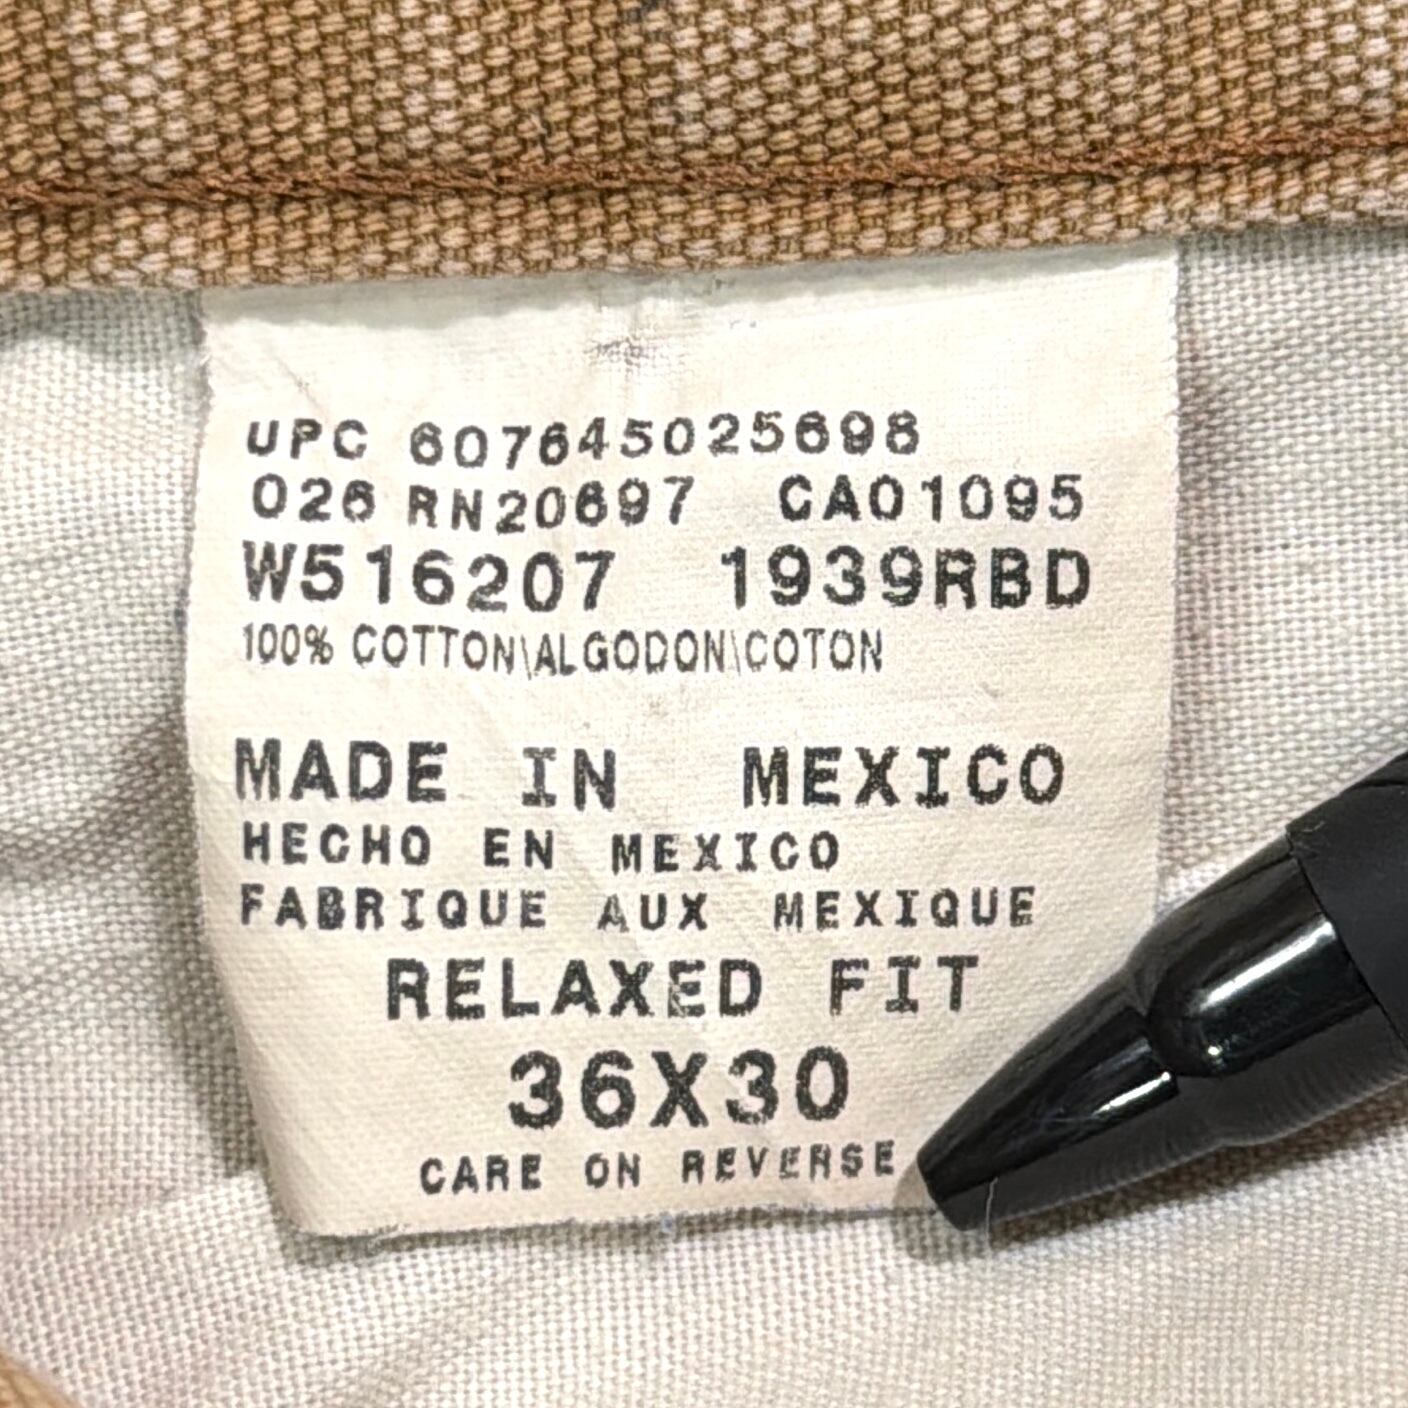 UPC 607645025698
026 RN20697 CA01095
W516207 1939RBD
100% COTTON\ALGODON\COTON
MADE IN MEXICO
HECHO EN MEXICO
FABRIQUE AUX MEXIQUE
RELAXED FIT
36X30
CARE ON REVERSE